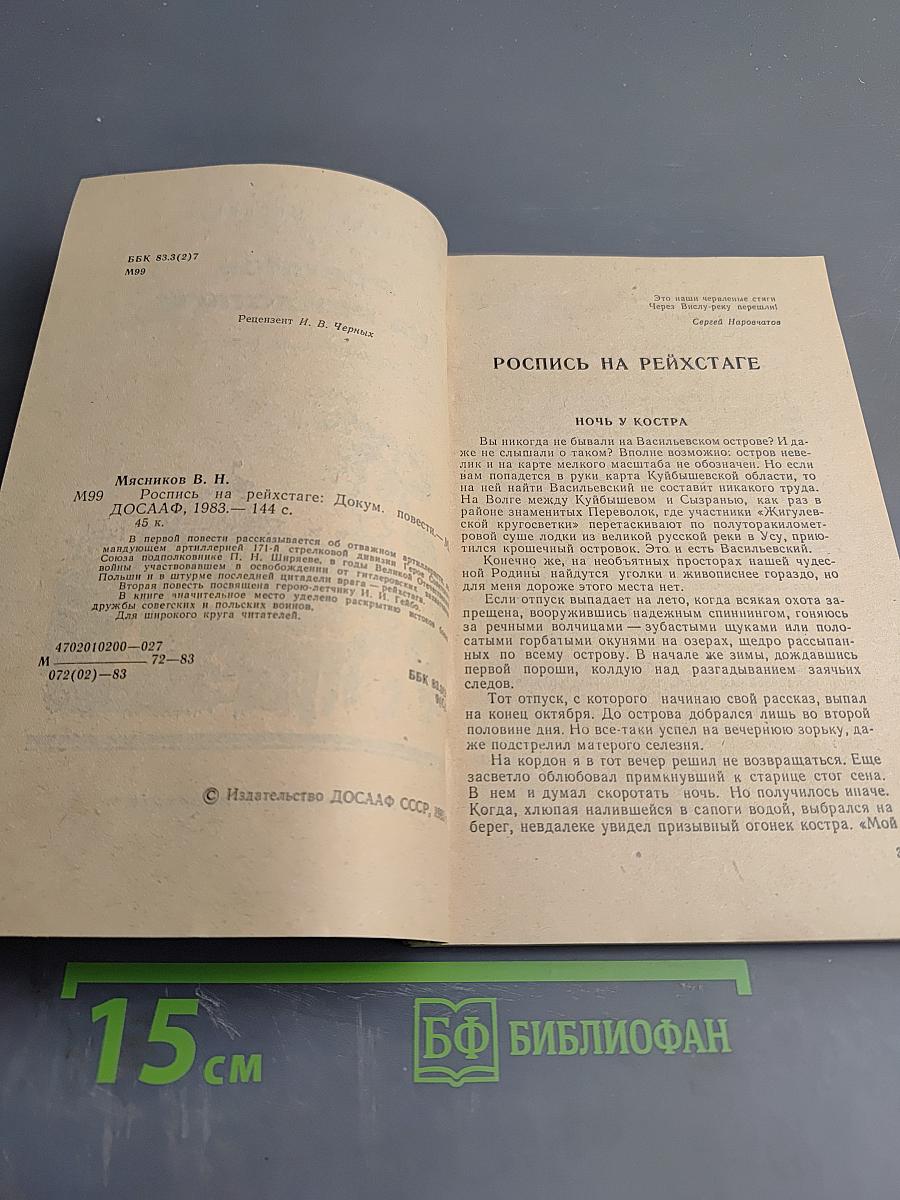 ББК 83.3(2)7
М99
Рецензент И. В. Черных
Мясников В. Н.
М99 Роспись на рейхстаге: Докум. повести.—
ДОСААФ, 1983.— 144 с.
45 к.
В первой повести рассказывается об отважном
мандующем артиллерией 171-й стрелковой дивизии Герое
Союза подполковнике П. Н. Ширяеве, в годы Великой
войны участвовавшем в освобождении от гитлеровских
Польши и в штурме последней цитадели врага — рейхстага.
Вторая повесть посвящена герою-летчику И. И. Гейбо.
В книге значительное место уделено раскрытию истоков
дружбы советских и польских воинов.
Для широкого круга читателей.
4702010200—027
М 72—83
072(02)—83
ББК
© Издательство ДОСААФ СССР,
Это наши червленые стяги
Через Вислу-реку перешли!
Сергей Наровчатов
РОСПИСЬ НА РЕЙХСТАГЕ
НОЧЬ У КОСТРА
Вы никогда не бывали на Васильевском острове? И да-
же не слышали о таком? Вполне возможно: остров неве-
лик и на карте мелкого масштаба не обозначен. Но если
вам попадется в руки карта Куйбышевской области, то
на ней найти Васильевский не составит никакого труда.
На Волге между Куйбышевом и Сызранью, как раз в
районе знаменитых Переволок, где участники «Жигулев-
ской кругосветки» перетаскивают по полуторакиломет-
ровой суше лодки из великой русской реки в Усу, прию-
тился крошечный островок. Это и есть Васильевский.
Конечно же, на необъятных просторах нашей чудес-
ной Родины найдутся уголки и живописнее гораздо, но
для меня дороже этого места нет.
Если отпуск выпадает на лето, когда всякая охота за-
прещена, вооружившись надежным спиннингом, гоняюсь
за речными волчицами — зубастыми щуками или поло-
сатыми горбатыми окунями на озерах, щедро рассыпан-
ных по всему острову. В начале же зимы, дождавшись
первой пороши, колдую над разгадыванием заячьих
следов.
Тот отпуск, с которого начинаю свой рассказ, выпал
на конец октября. До острова добрался лишь во второй
половине дня. Но все-таки успел на вечернюю зорьку, да-
же подстрелил матерого селезня.
На кордон я в тот вечер решил не возвращаться. Еще
засветло облюбовал примкнувший к старице стог сена.
В нем и думал скоротать ночь. Но получилось иначе.
Когда, хлюпая налившейся в сапоги водой, выбрался на
берег, невдалеке увидел призывный огонек костра. «Мой
15 см
БФ БИБЛИОФАН